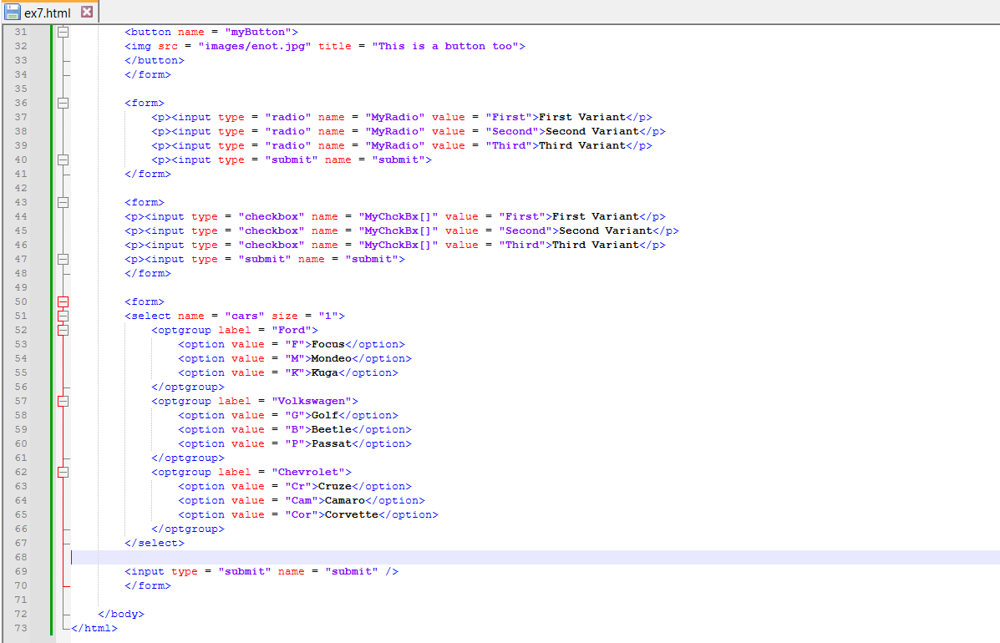 ex7.html
31 <button name = "myButton">
32 <img src = "images/enot.jpg" title = "This is a button too">
33 </button>
34 </form>
35
36 <form>
37 <p><input type = "radio" name = "MyRadio" value = "First">First Variant</p>
38 <p><input type = "radio" name = "MyRadio" value = "Second">Second Variant</p>
39 <p><input type = "radio" name = "MyRadio" value = "Third">Third Variant</p>
40 <p><input type = "submit" name = "submit">
41 </form>
42
43 <form>
44 <p><input type = "checkbox" name = "MyChckBx[]" value = "First">First Variant</p>
45 <p><input type = "checkbox" name = "MyChckBx[]" value = "Second">Second Variant</p>
46 <p><input type = "checkbox" name = "MyChckBx[]" value = "Third">Third Variant</p>
47 <p><input type = "submit" name = "submit">
48 </form>
49
50 <form>
51 <select name = "cars" size = "1">
52 <optgroup label = "Ford">
53 <option value = "F">Focus</option>
54 <option value = "M">Mondeo</option>
55 <option value = "K">Kuga</option>
56 </optgroup>
57 <optgroup label = "Volkswagen">
58 <option value = "G">Golf</option>
59 <option value = "B">Beetle</option>
60 <option value = "P">Passat</option>
61 </optgroup>
62 <optgroup label = "Chevrolet">
63 <option value = "Cr">Cruze</option>
64 <option value = "Cam">Camaro</option>
65 <option value = "Cor">Corvette</option>
66 </optgroup>
67 </select>
68
69 <input type = "submit" name = "submit" />
70 </form>
71
72 </body>
73 </html>